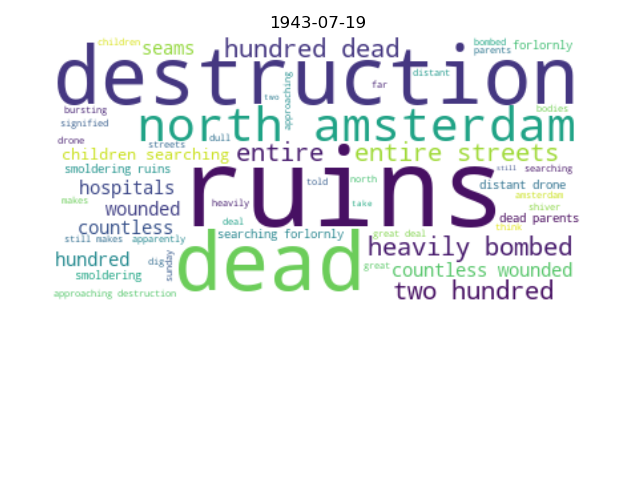 1943-07-19
children
seams
hundred dead
bombed
parents
forlornly
destruction
approaching
two
far
distant
bursting
signified
north amsterdam
bodies
drone
streets
dull
children searching
entire
entire streets
smoldering ruins
ruins
still
searching
hospitals
told
north
distant drone
makes
wounded
heavily
take
amsterdam
shiver
countless
deal
dead parents
searching forlornly
great deal
think
still makes
apparently
dead
heavily bombed
hundred
dig
sunday
great
countless wounded
smoldering
approaching destruction
two hundred